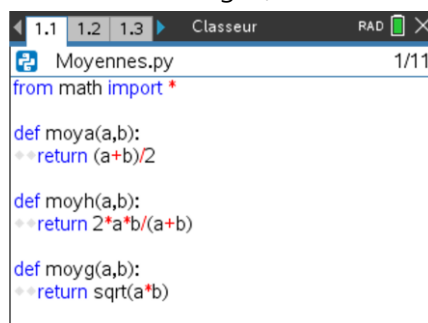 1.1 1.2 1.3 Classeur RAD
Moyennes.py 1/11
from math import *
def moya(a,b):
return (a+b)/2
def moyh(a,b):
return 2*a*b/(a+b)
def moyg(a,b):
return sqrt(a*b)